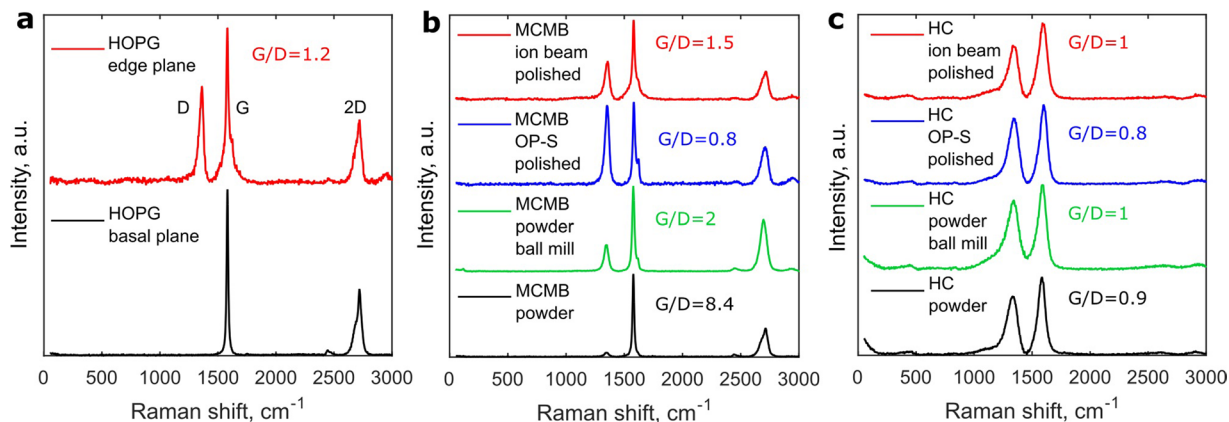 a
HOPG
edge plane
G/D=1.2
D
G
2D
HOPG
basal plane
Intensity, a.u.
0 500 1000 1500 2000 2500 3000
Raman shift, cm-1
b
MCMB
ion beam
polished
G/D=1.5
MCMB
OP-S
polished
G/D=0.8
MCMB
powder
ball mill
G/D=2
MCMB
powder
G/D=8.4
Intensity, a.u.
0 500 1000 1500 2000 2500 3000
Raman shift, cm-1
c
HC
ion beam
polished
G/D=1
HC
OP-S
polished
G/D=0.8
HC
powder
ball mill
G/D=1
HC
powder
G/D=0.9
Intensity, a.u.
0 500 1000 1500 2000 2500 3000
Raman shift, cm-1